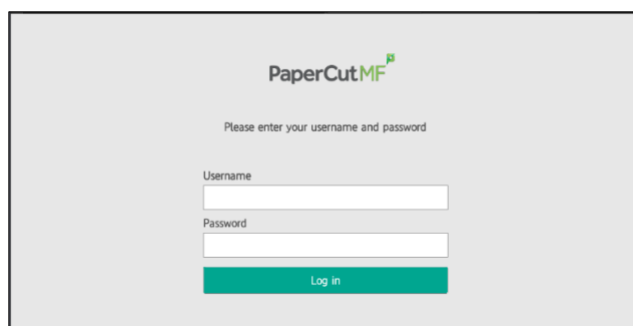 PaperCutMF
Please enter your username and password
Username
Password
Log in